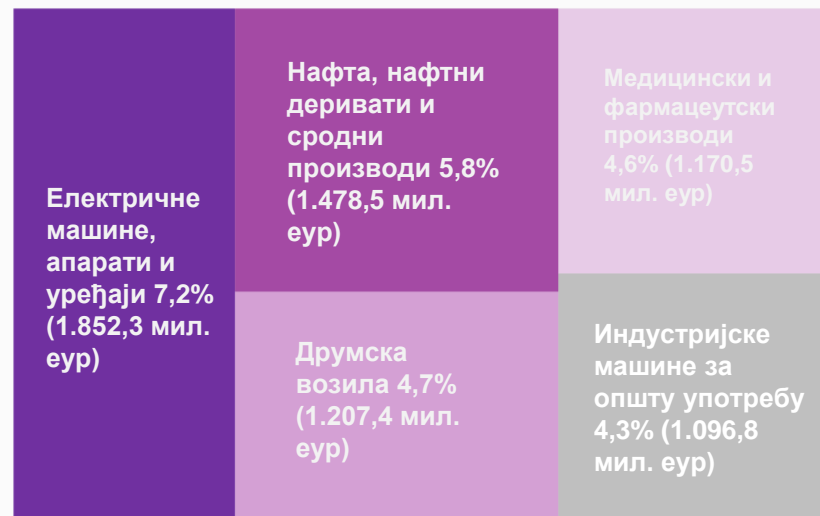 Електричне
машине,
апарати и
уређаји 7,2%
(1.852,3 мил.
еур)
Нафта, нафтни
деривати и
сродни
производи 5,8%
(1.478,5 мил.
еур)
Друмска
возила 4,7%
(1.207,4 мил.
еур)
Медицински и
фармацеутски
производи
4,6% (1.170,5
мил. еур)
Индустријске
машине за
општу употребу
4,3% (1.096,8
мил. еур)